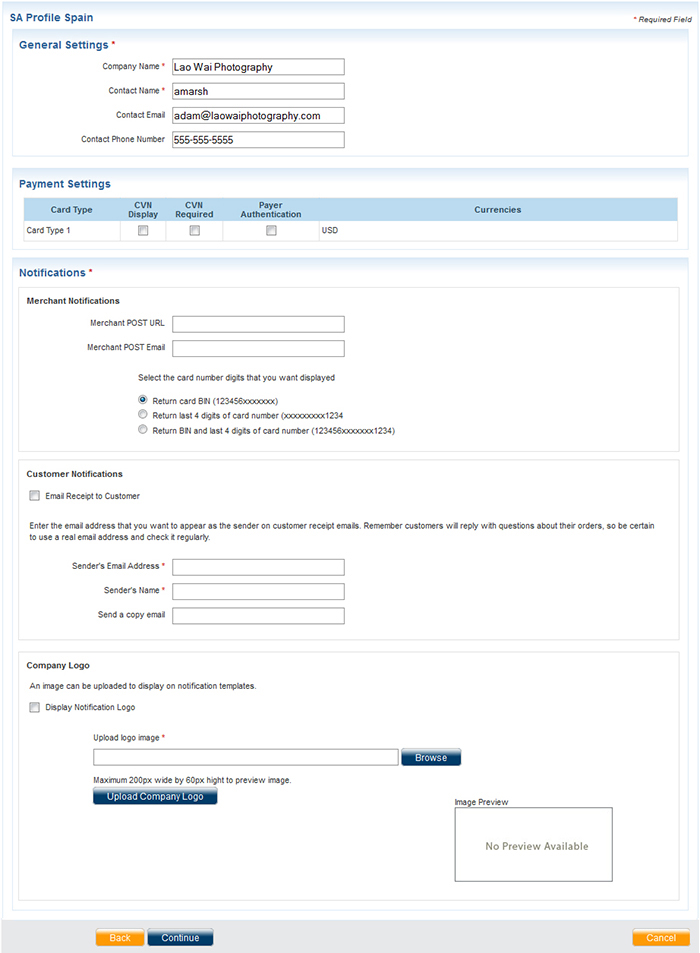 SA Profile Spain
* Required Field
General Settings *
Company Name * Lao Wai Photography
Contact Name * amarsh
Contact Email adam@laowaiphotography.com
Contact Phone Number 555-555-5555
Payment Settings
Card Type CVN Display CVN Required Payer Authentication Currencies
Card Type 1 USD
Notifications *
Merchant Notifications
Merchant POST URL
Merchant POST Email
Select the card number digits that you want displayed
Return card BIN (123456xxxxxxx)
Return last 4 digits of card number (xxxxxxxxx1234
Return BIN and last 4 digits of card number (123456xxxxxxx1234)
Customer Notifications
Email Receipt to Customer
Enter the email address that you want to appear as the sender on customer receipt emails. Remember customers will reply with questions about their orders, so be certain
to use a real email address and check it regularly.
Sender's Email Address *
Sender's Name *
Send a copy email
Company Logo
An image can be uploaded to display on notification templates.
Display Notification Logo
Upload logo image *
Browse
Maximum 200px wide by 60px hight to preview image.
Upload Company Logo
Image Preview
No Preview Available
Back Continue Cancel